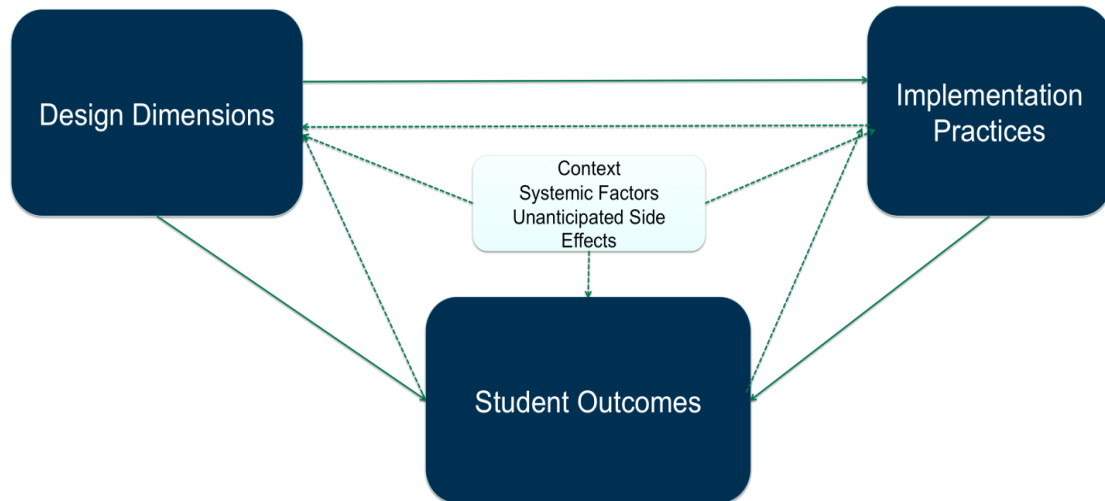 Design Dimensions
Implementation
Practices
Context
Systemic Factors
Unanticipated Side
Effects
Student Outcomes